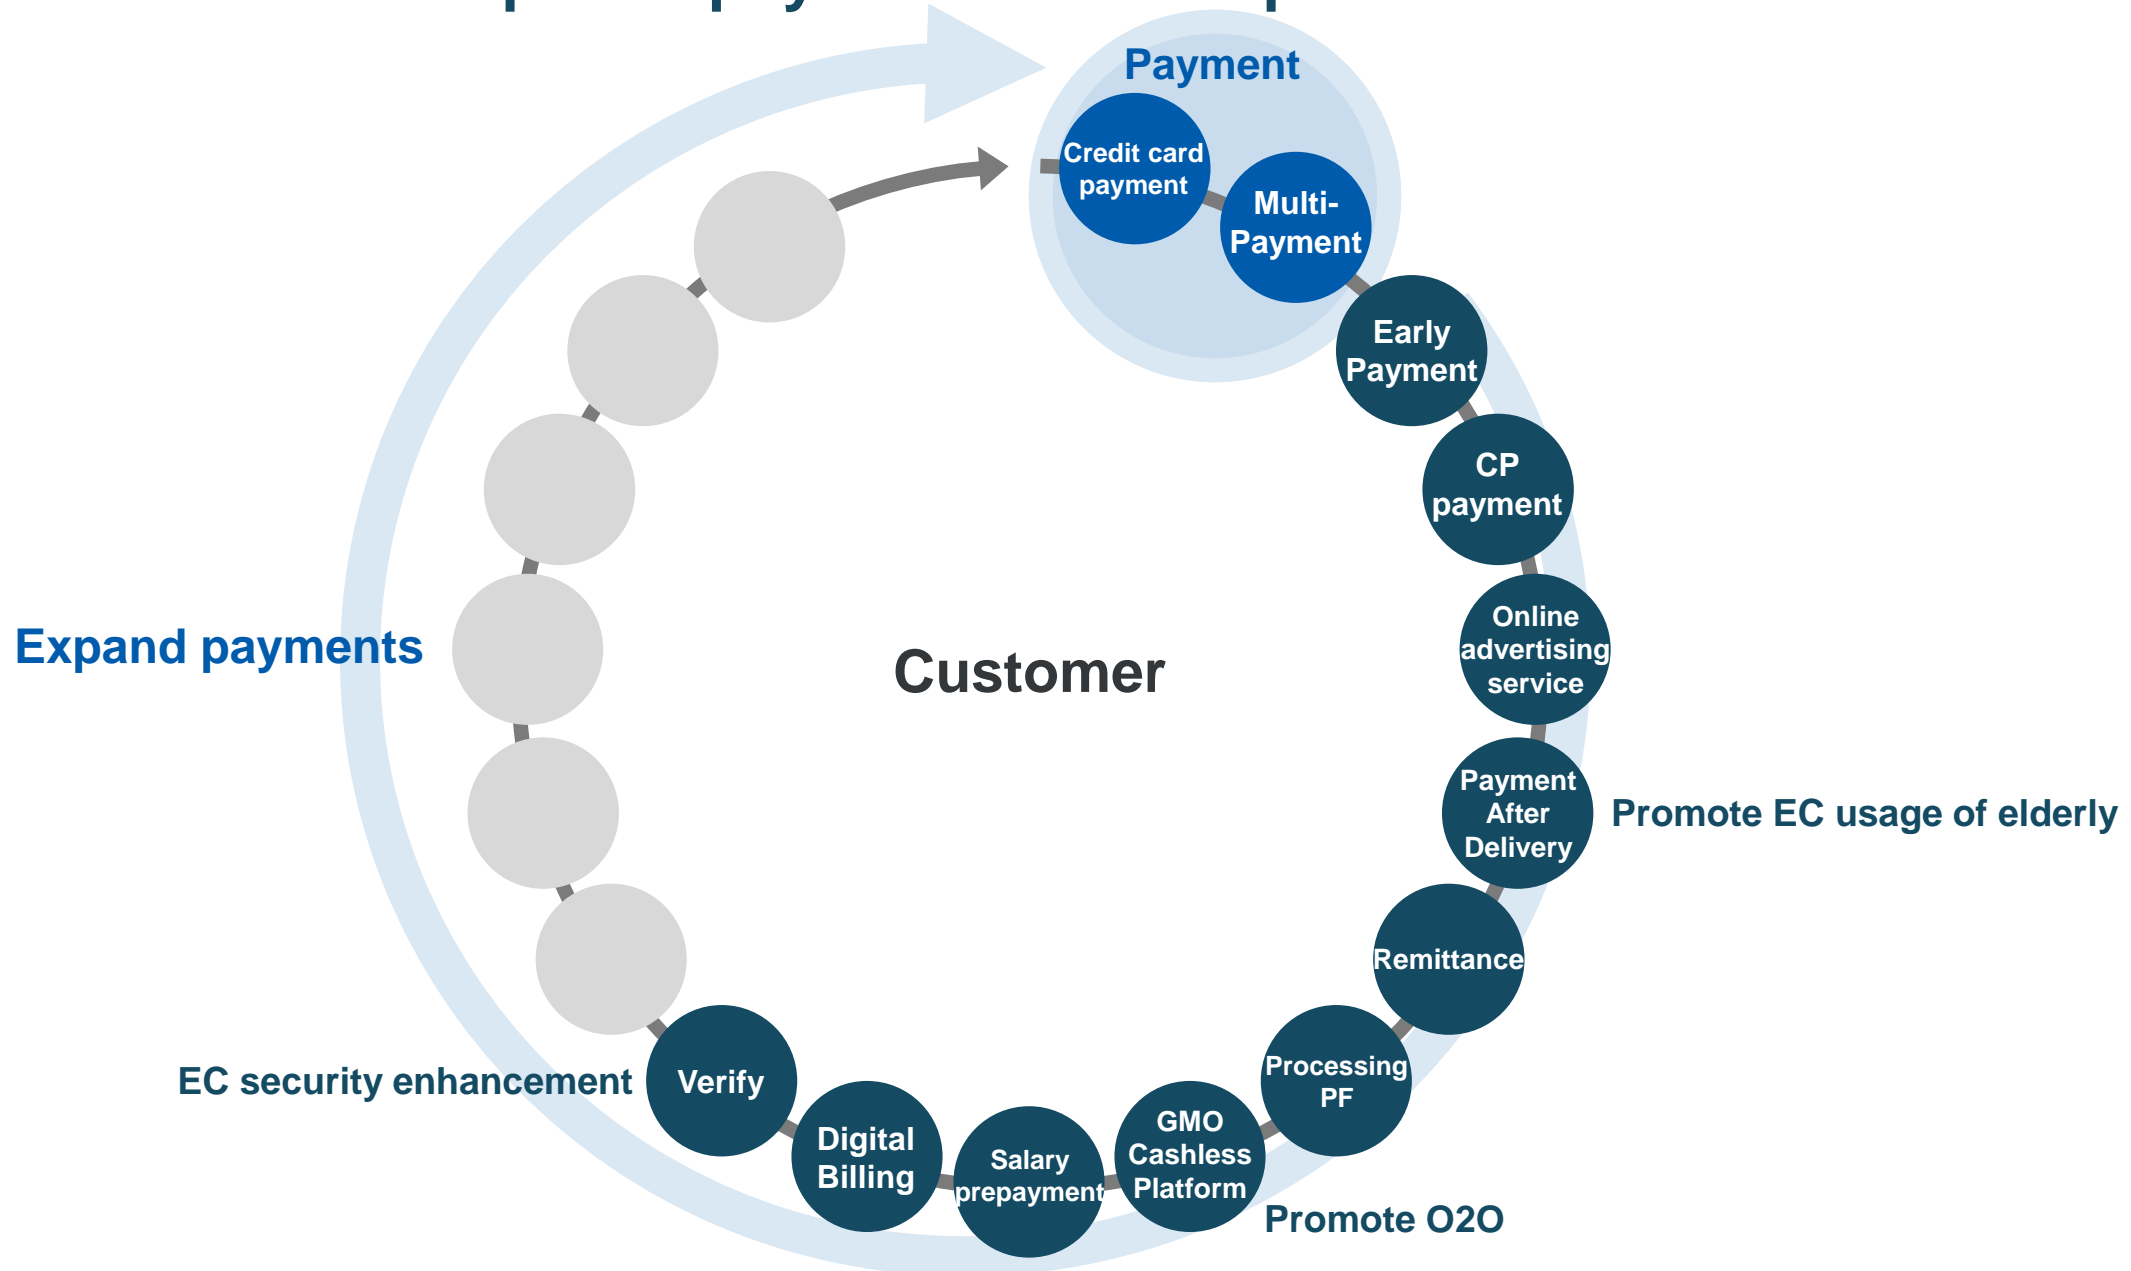 Payment
Credit card
payment
Multi-
Payment
Early
Payment
CP
payment
Online
advertising
service
Payment
After
Delivery
Promote EC usage of elderly
Remittance
Processing
PF
GMO
Cashless
Platform
Promote O2O
Salary
prepayment
Digital
Billing
Verify
EC security enhancement
Expand payments
Customer